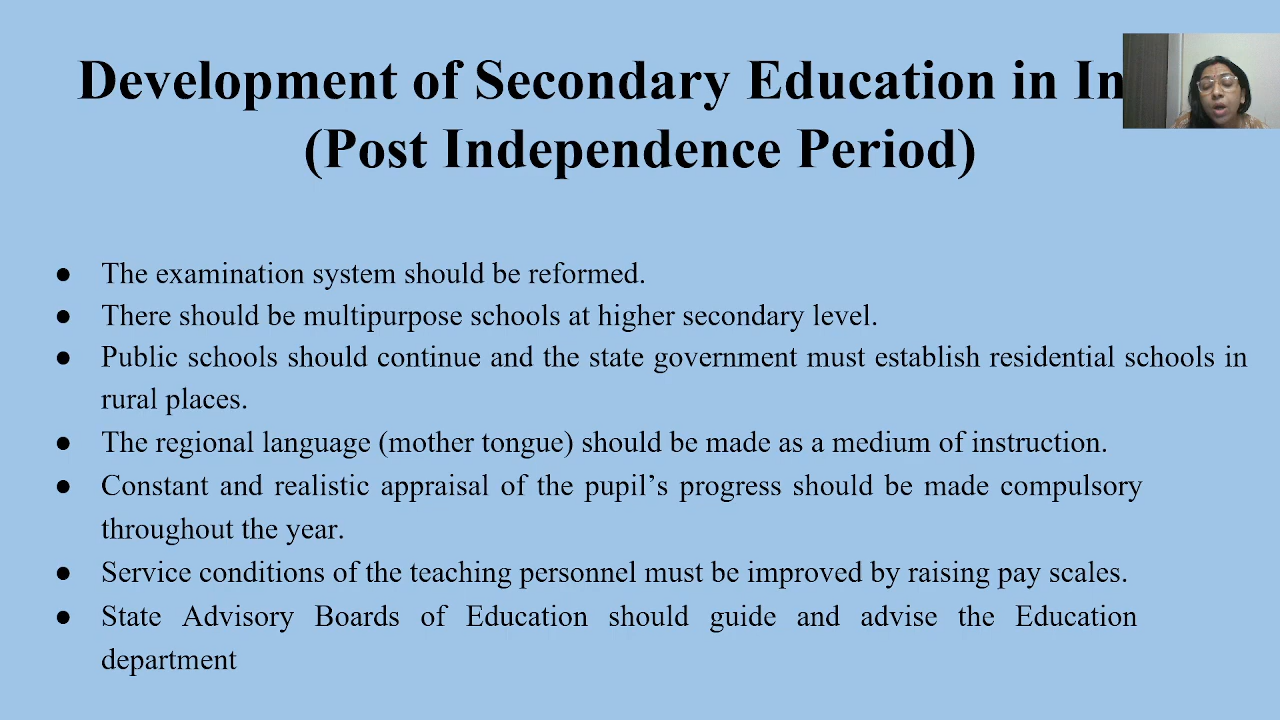 Development of Secondary Education in In
(Post Independence Period)
● The examination system should be reformed.
● There should be multipurpose schools at higher secondary level.
● Public schools should continue and the state government must establish residential schools in
rural places.
● The regional language (mother tongue) should be made as a medium of instruction.
● Constant and realistic appraisal of the pupil’s progress should be made compulsory
throughout the year.
● Service conditions of the teaching personnel must be improved by raising pay scales.
● State Advisory Boards of Education should guide and advise the Education
department